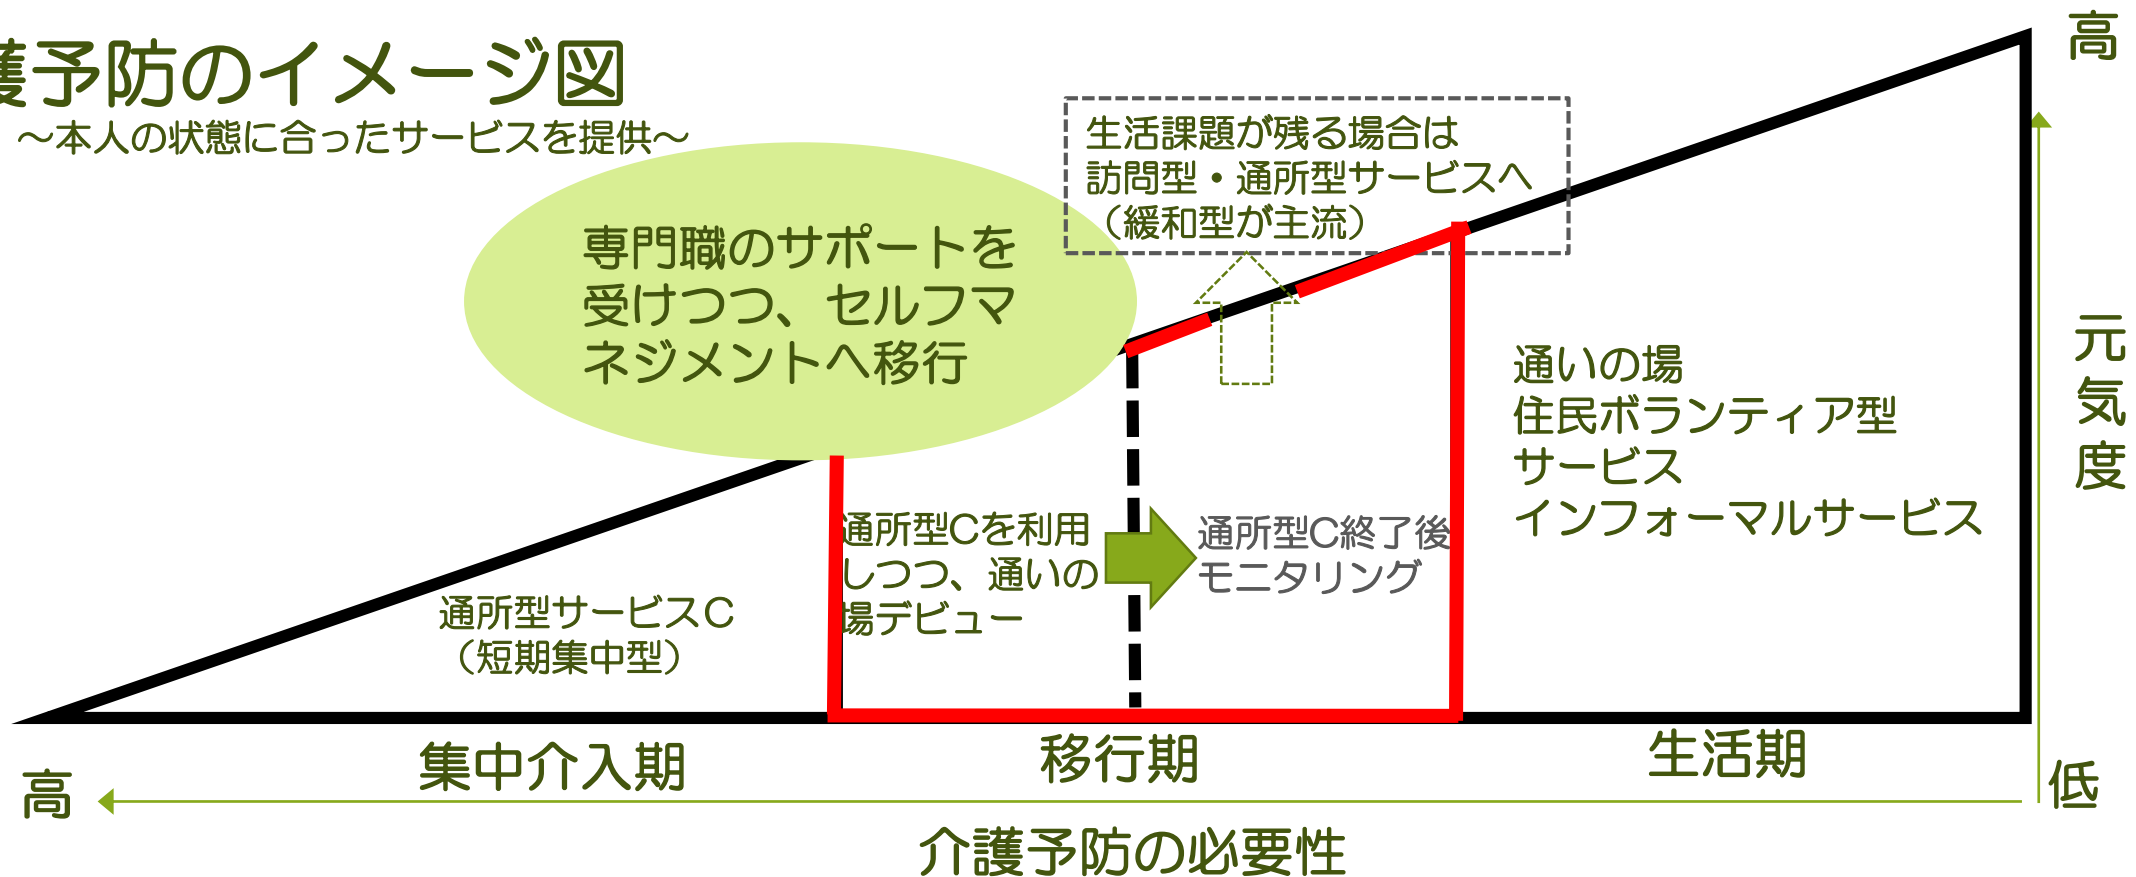 護予防のイメージ図
～本人の状態に合ったサービスを提供～
高
生活課題が残る場合は
訪問型・通所型サービスへ
（緩和型が主流）
専門職のサポートを
受けつつ、セルフマ
ネジメントへ移行
元気度
通いの場
住民ボランティア型
サービス
インフォーマルサービス
通所型Cを利用
しつつ、通いの
場デビュー
通所型C終了後
モニタリング
通所型サービスＣ
（短期集中型）
集中介入期
移行期
生活期
高
低
介護予防の必要性